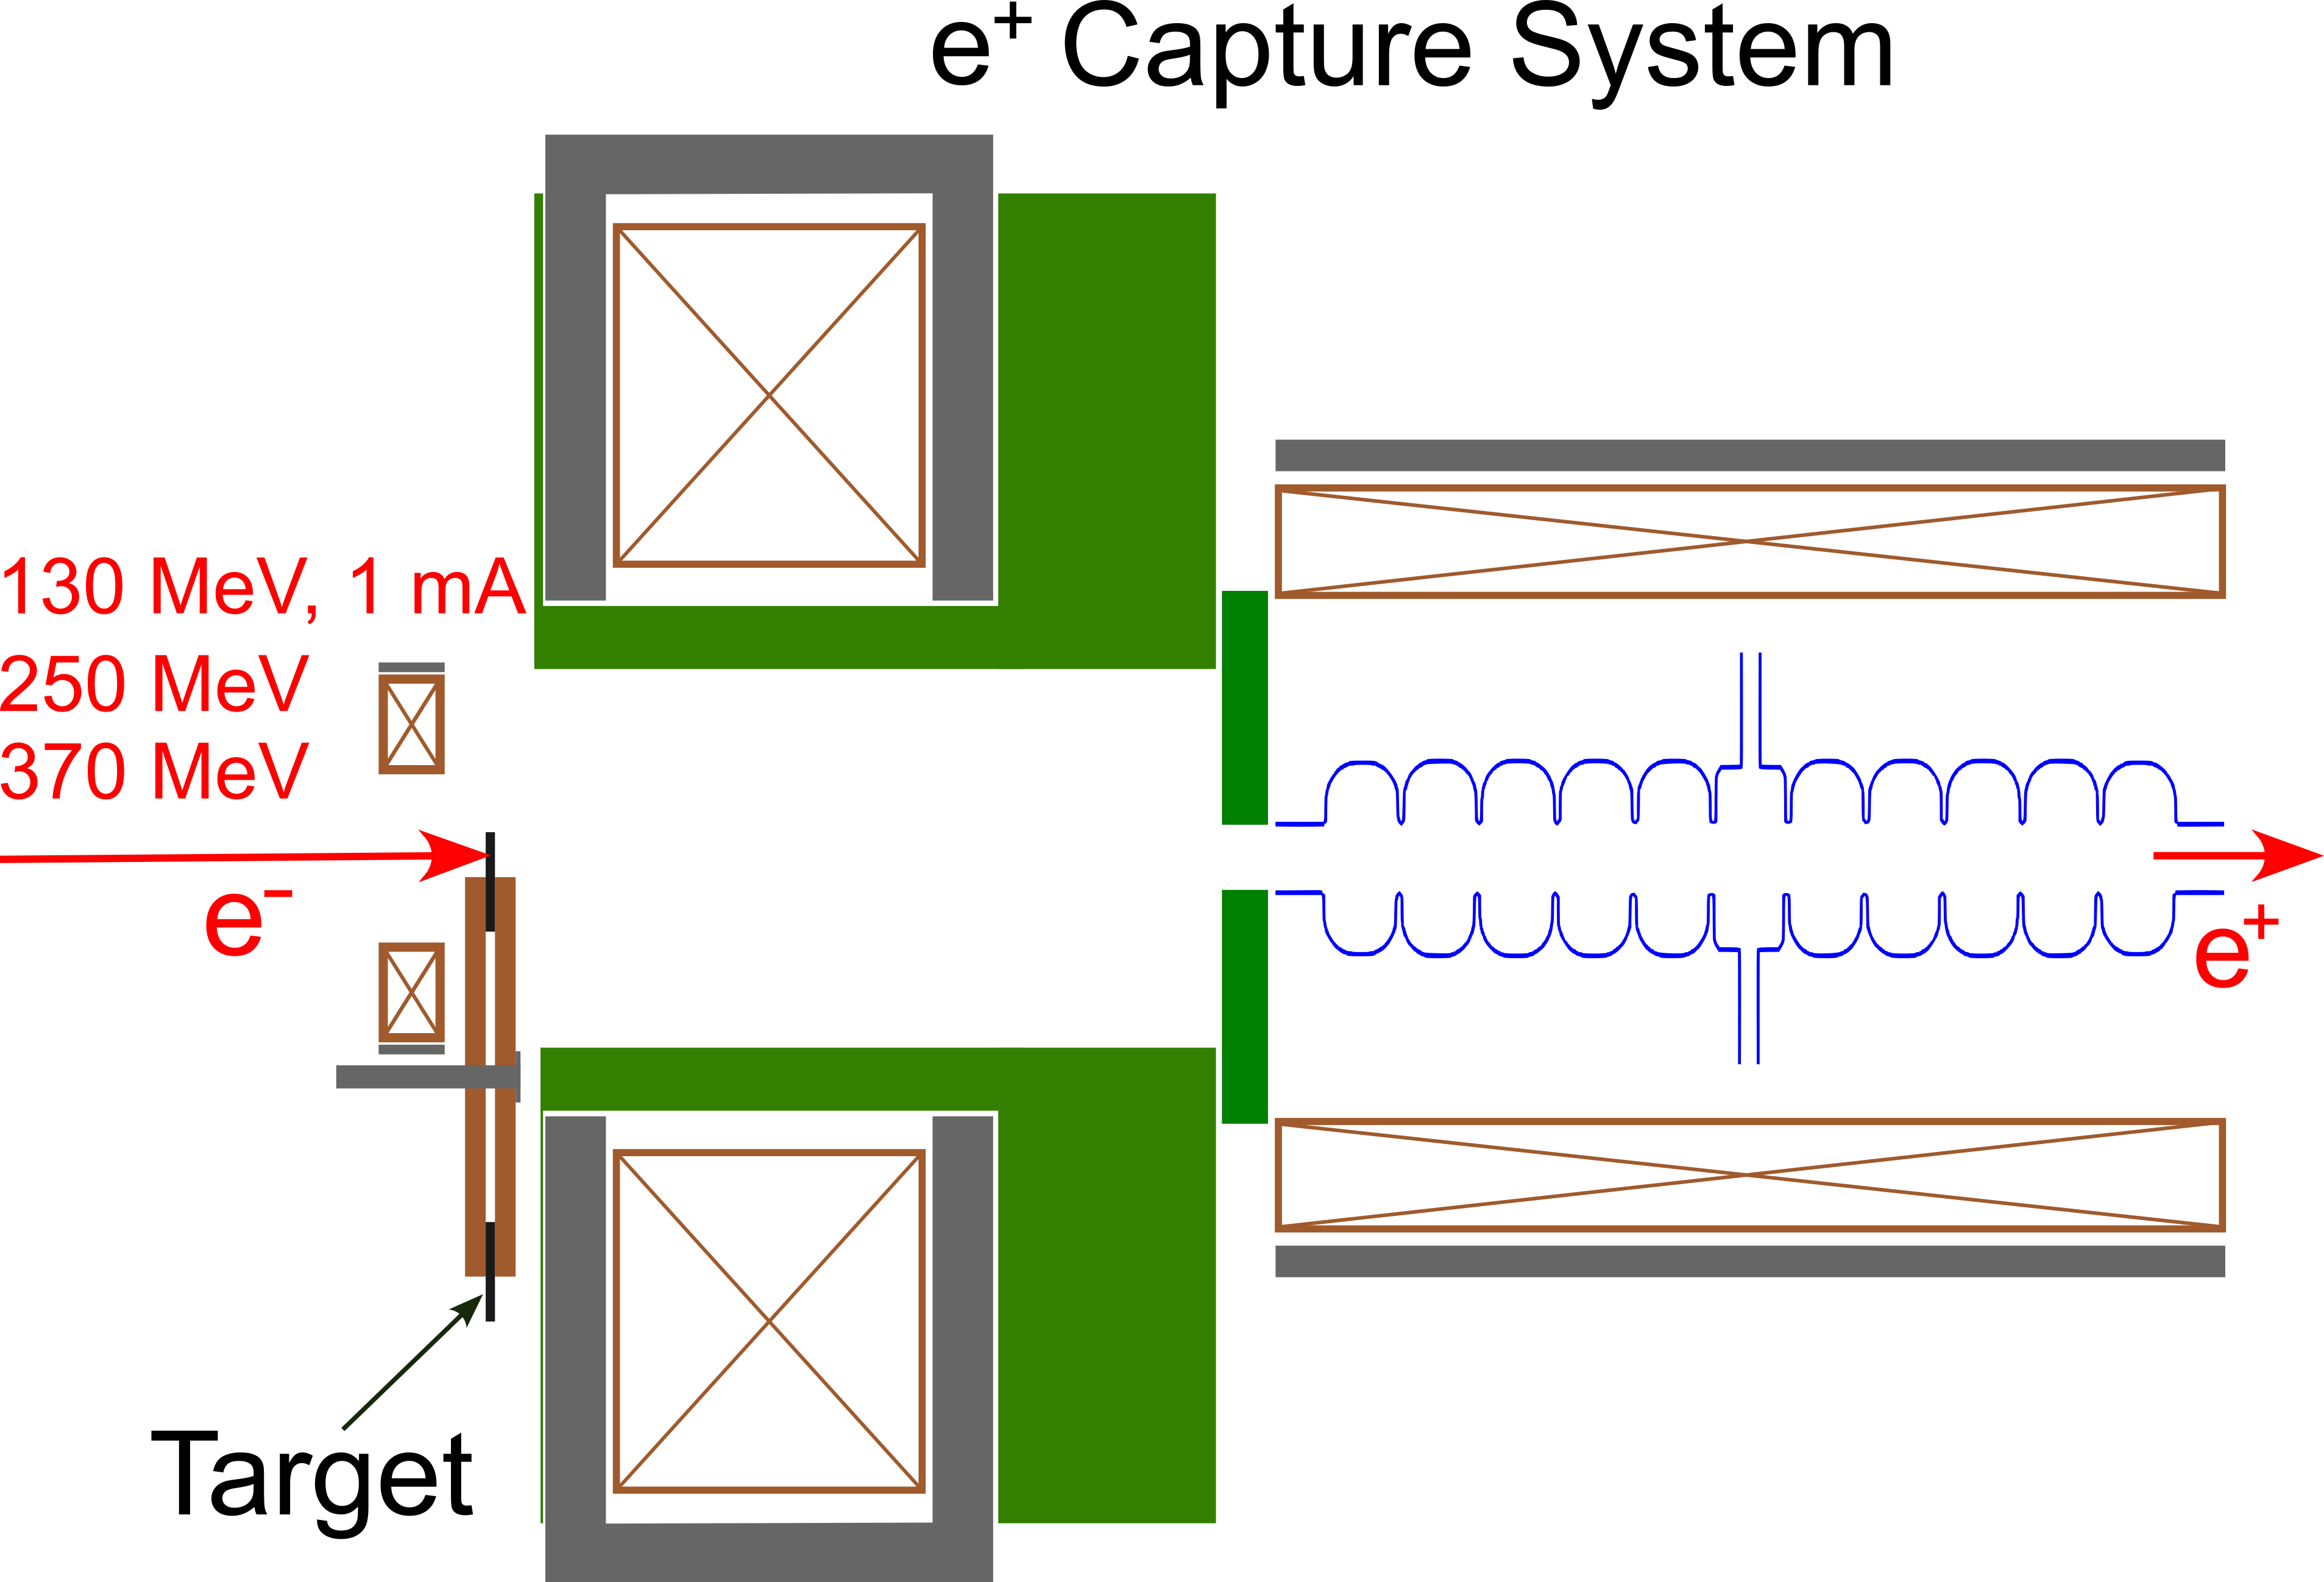 e⁺ Capture System
130 MeV, 1 mA
250 MeV
370 MeV
e⁻
e⁺
Target